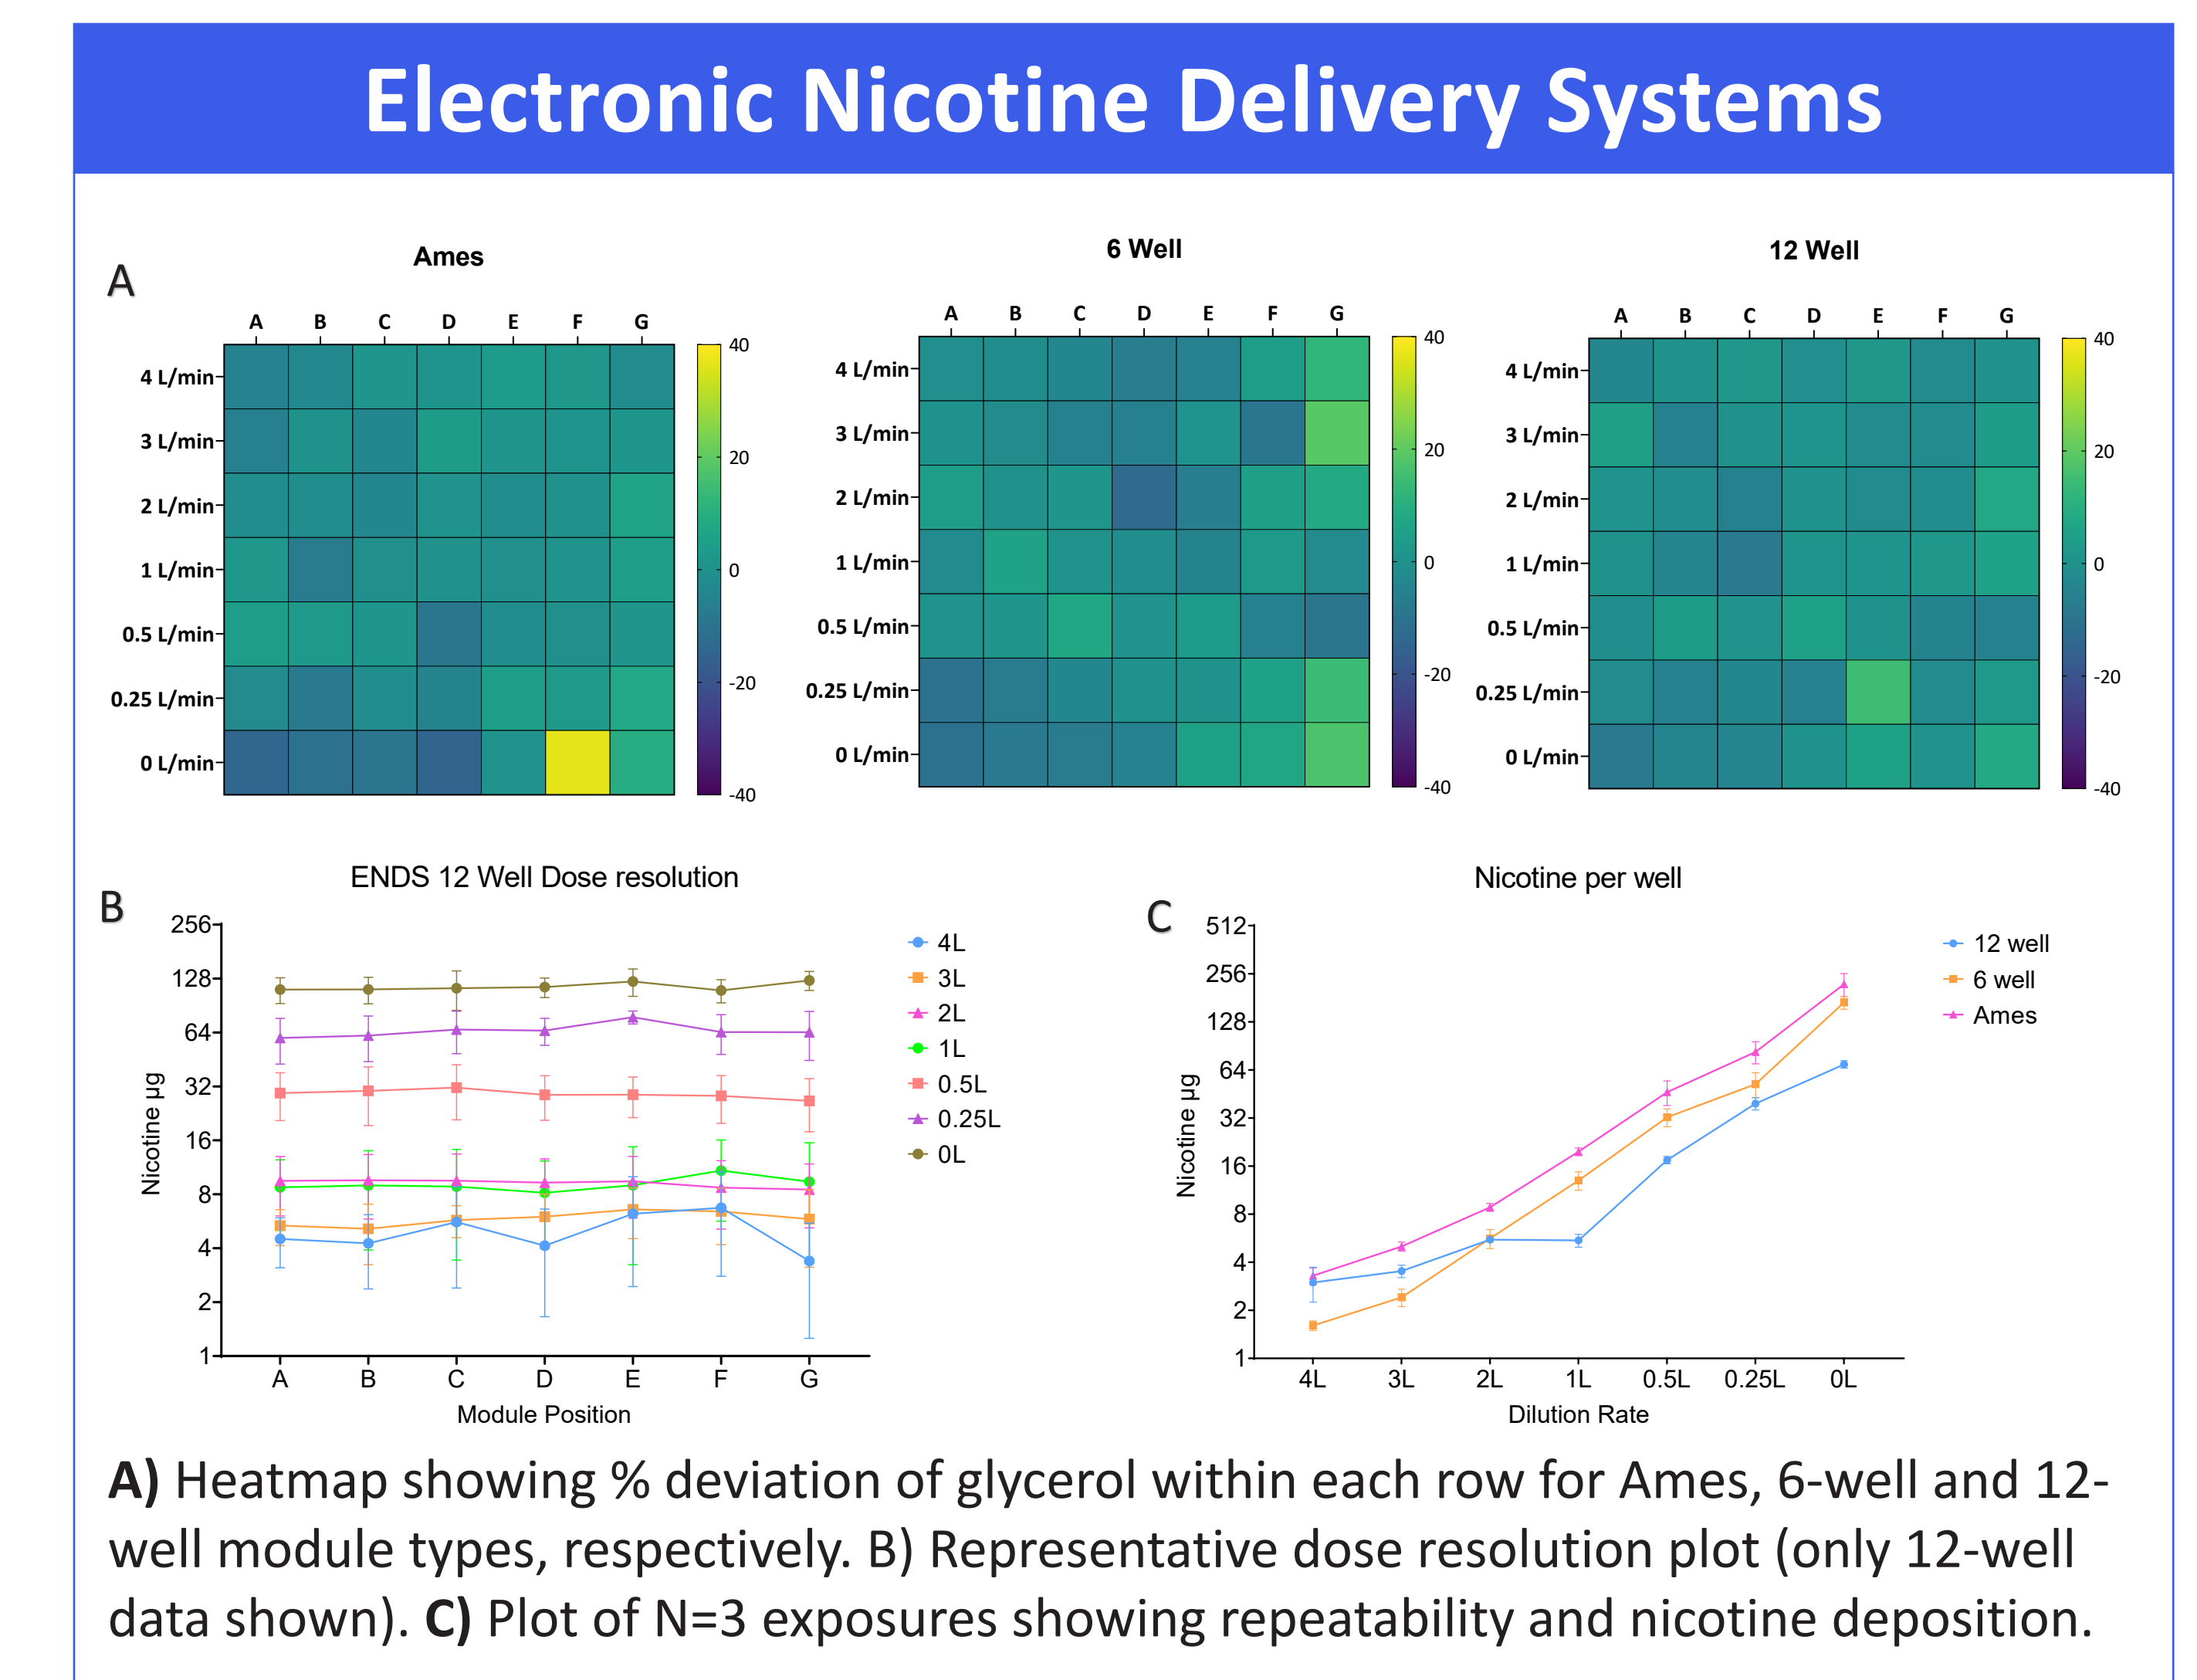 Electronic Nicotine Delivery Systems
A
Ames
A B C D E F G
4 L/min
3 L/min
2 L/min
1 L/min
0.5 L/min
0.25 L/min
0 L/min
40
20
0
-20
-40
6 Well
A B C D E F G
4 L/min
3 L/min
2 L/min
1 L/min
0.5 L/min
0.25 L/min
0 L/min
40
20
0
-20
-40
12 Well
A B C D E F G
4 L/min
3 L/min
2 L/min
1 L/min
0.5 L/min
0.25 L/min
0 L/min
40
20
0
-20
-40
B
ENDS 12 Well Dose resolution
Nicotine µg
256
128
64
32
16
8
4
2
1
A B C D E F G
Module Position
4L
3L
2L
1L
0.5L
0.25L
0L
C
Nicotine per well
Nicotine µg
512
256
128
64
32
16
8
4
2
1
4L 3L 2L 1L 0.5L 0.25L 0L
Dilution Rate
12 well
6 well
Ames
A) Heatmap showing % deviation of glycerol within each row for Ames, 6-well and 12-
well module types, respectively. B) Representative dose resolution plot (only 12-well
data shown). C) Plot of N=3 exposures showing repeatability and nicotine deposition.